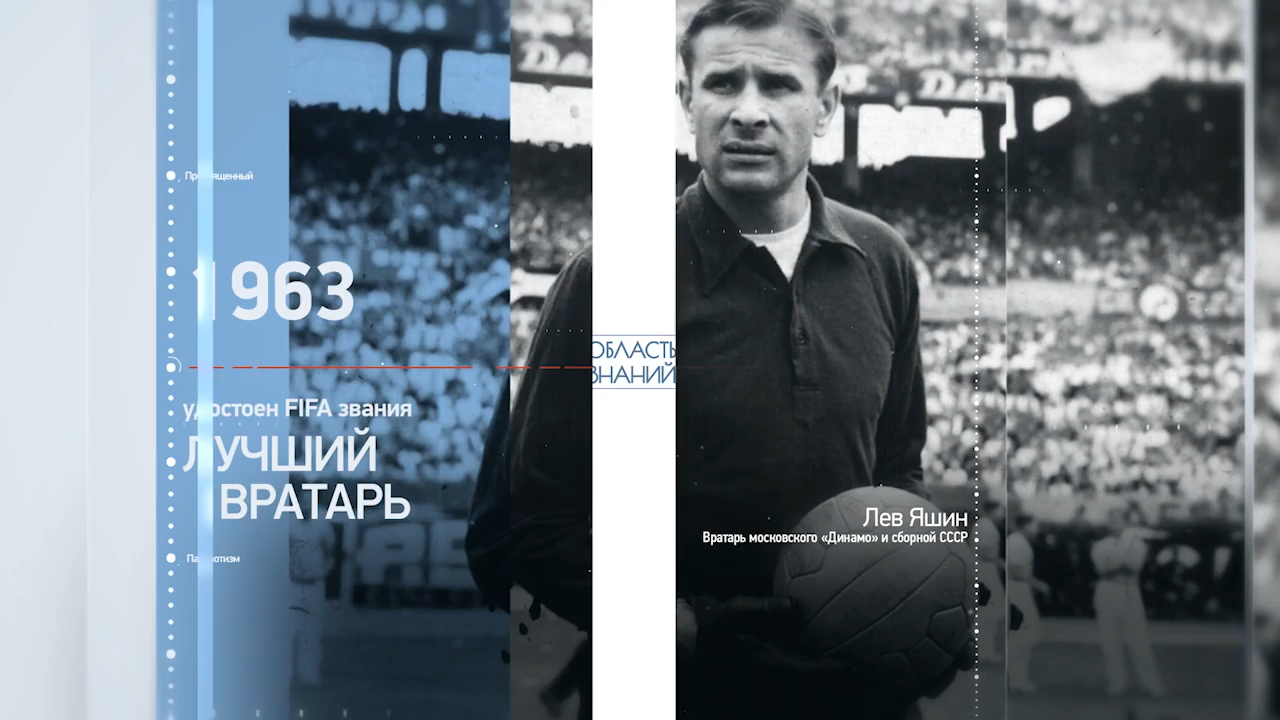 1963
удостоен FIFA звания
ЛУЧШИЙ
ВРАТАРЬ
ОБЛАСТЬ
ЗНАНИЙ
Лев Яшин
Вратарь московского «Динамо» и сборной СССР